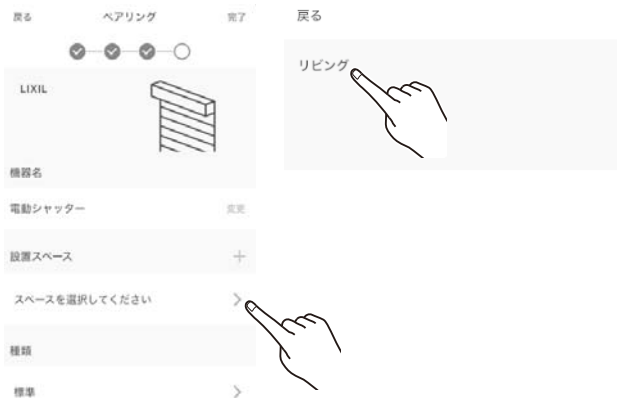 戻る ペアリング 完了
LIXIL
機器名
電動シャッター 変更
設置スペース +
スペースを選択してください >
種類
標準 >
戻る
リビング